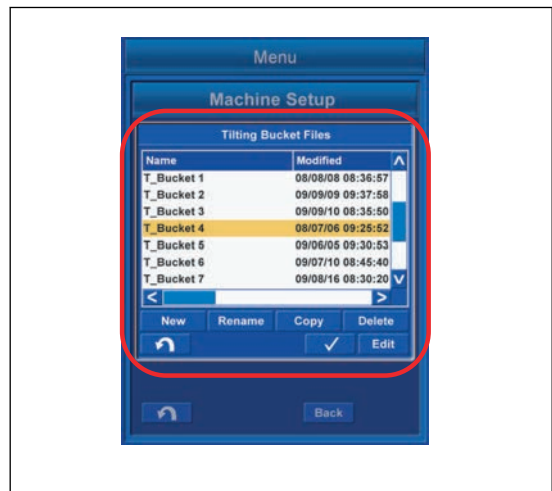 Menu
Machine Setup
Tilting Bucket Files
Name Modified
T_Bucket 1 08/08/08 08:36:57
T_Bucket 2 09/09/09 09:37:58
T_Bucket 3 09/09/10 08:35:50
T_Bucket 4 08/07/06 09:25:52
T_Bucket 5 09/06/05 09:30:53
T_Bucket 6 09/07/10 08:45:40
T_Bucket 7 09/08/16 08:30:20
New Rename Copy Delete
Edit
Back